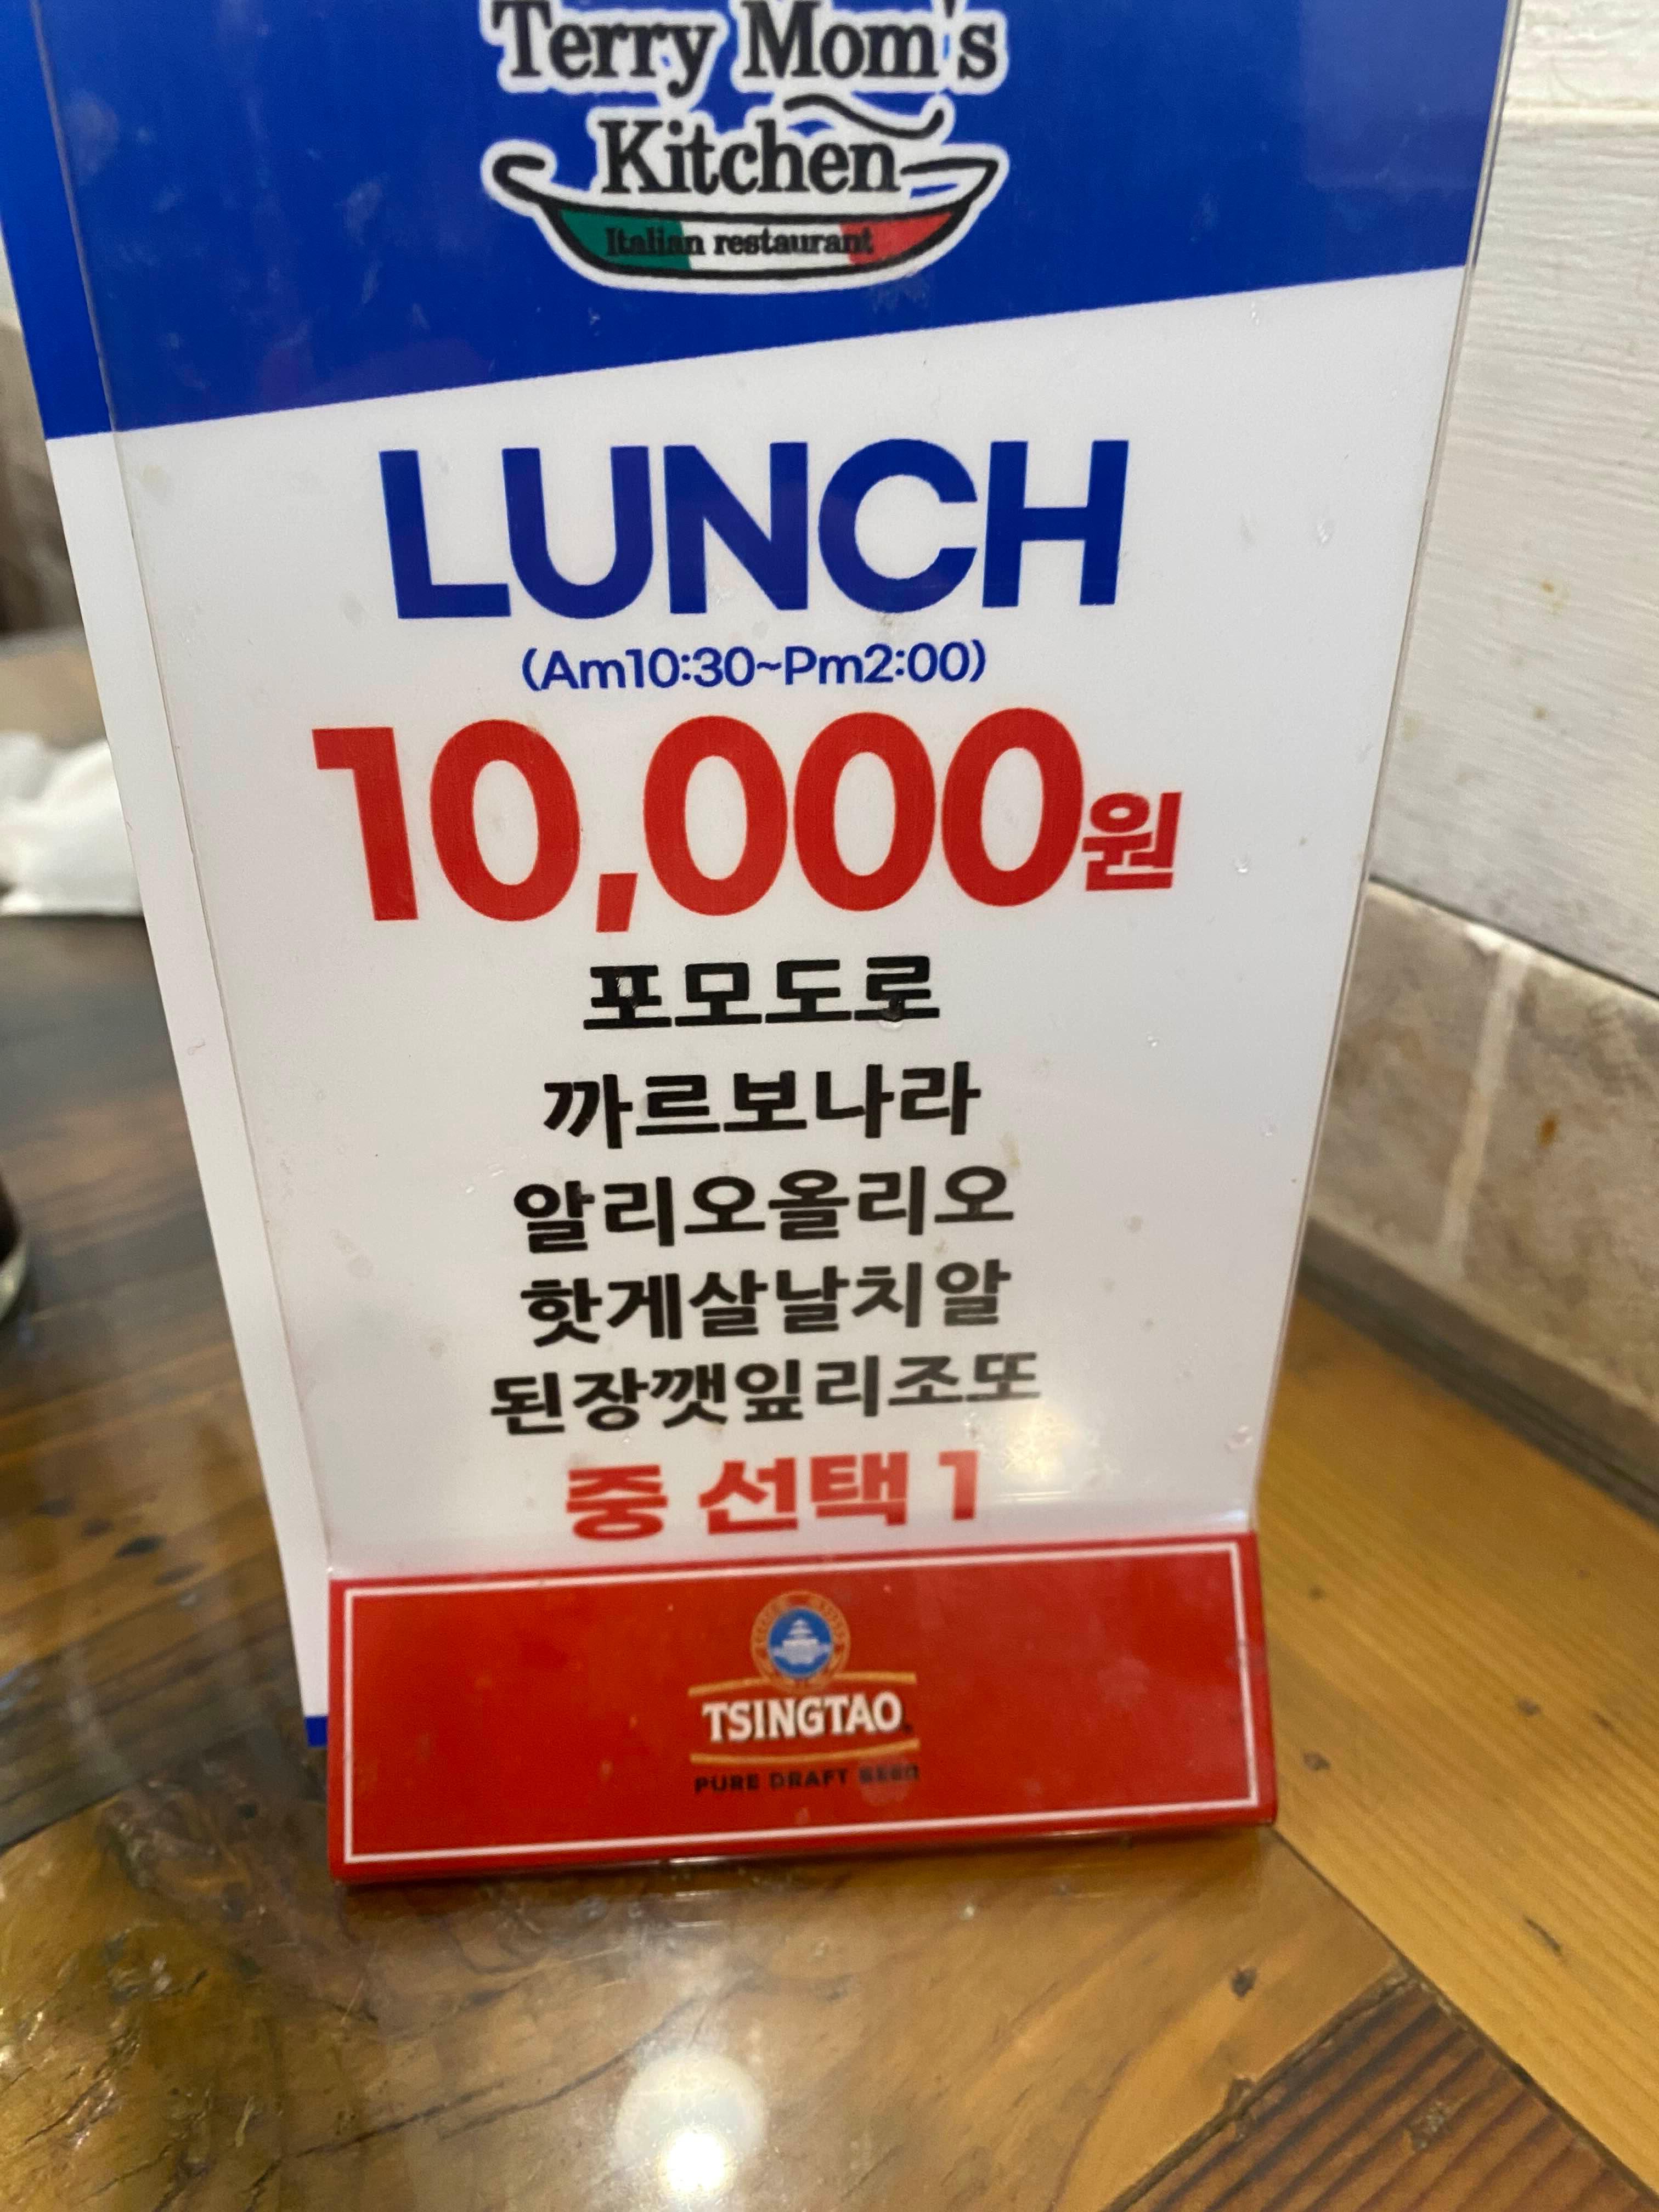 Terry Mom's
Kitchen
Italian restaurant
LUNCH
(Am10:30~Pm2:00)
10,000원
포모도로
까르보나라
알리오올리오
핫게살날치알
된장깻잎리조또
중 선택 1
TSINGTAO
PURE DRAFT BEER